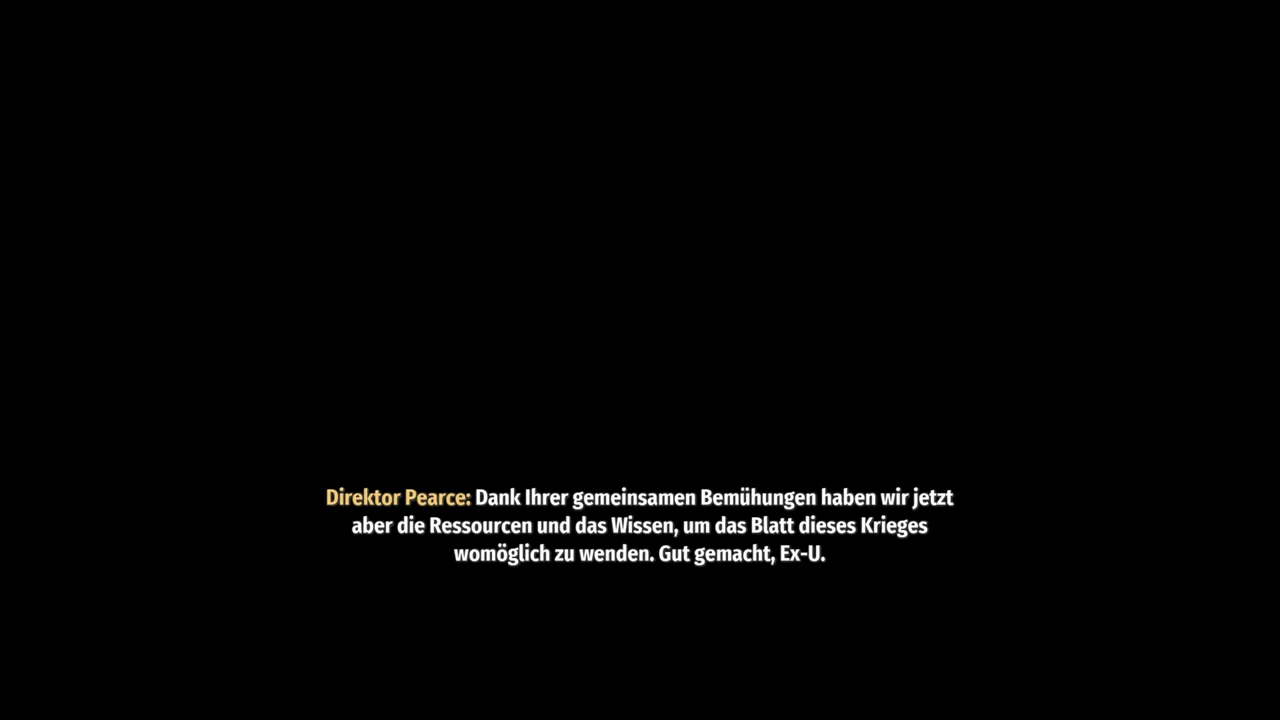 Direktor Pearce: Dank Ihrer gemeinsamen Bemühungen haben wir jetzt
aber die Ressourcen und das Wissen, um das Blatt dieses Krieges
womöglich zu wenden. Gut gemacht, Ex-U.